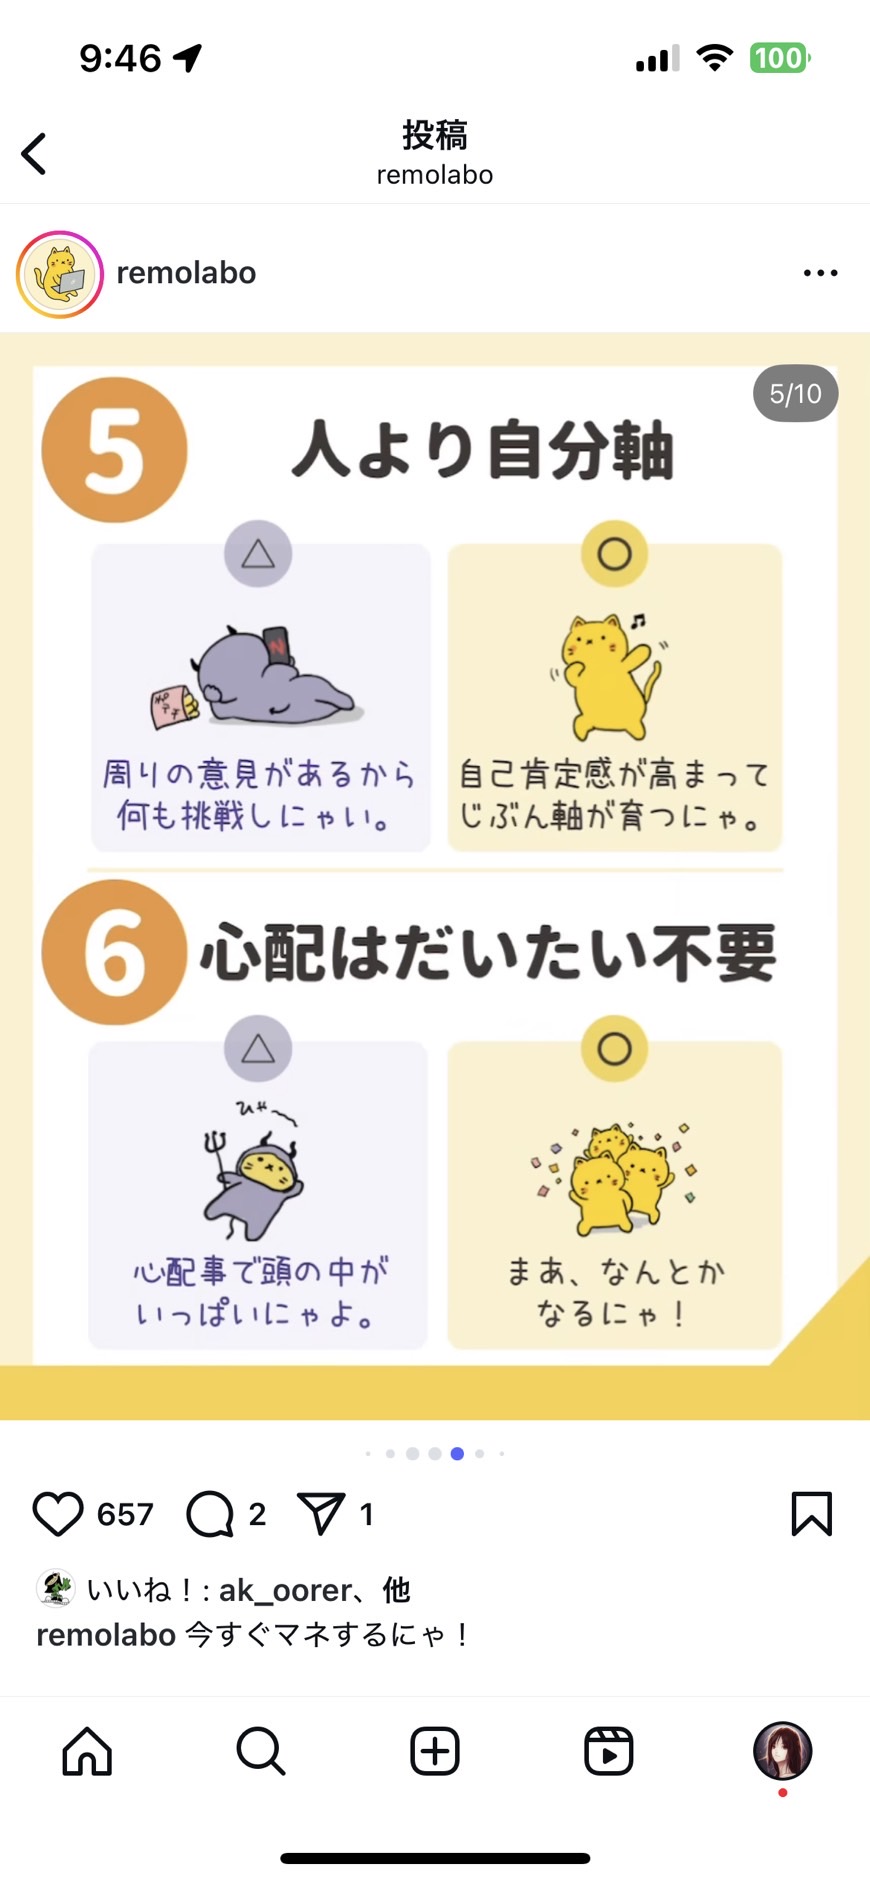 9:46
100
投稿
remolabo
remolabo
5/10
5
人より自分軸
△
○
N
ポテチ
周りの意見があるから
何も挑戦しにゃい。
自己肯定感が高まって
じぶん軸が育つにゃ。
6
心配はだいたい不要
△
○
ひゃ〜
心配事で頭の中が
いっぱいにゃよ。
まあ、なんとか
なるにゃ！
657
2
1
いいね！: ak_oorer、他
remolabo 今すぐマネするにゃ！